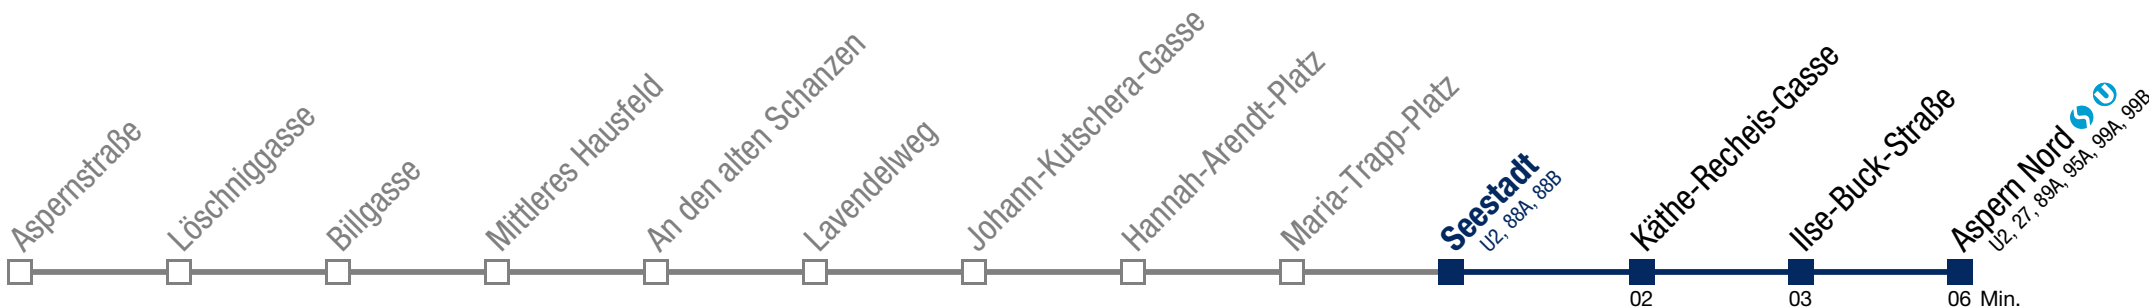 Aspernstraße
Löschniggasse
Billgasse
Mittleres Hausfeld
An den alten Schanzen
Lavendelweg
Johann-Kutschera-Gasse
Hannah-Arendt-Platz
Maria-Trapp-Platz
Seestadt
U2, 88A, 88B
Käthe-Recheis-Gasse
Ilse-Buck-Straße
Aspern Nord S U
U2, 27, 89A, 95A, 99A, 99B
02 03 06 Min.